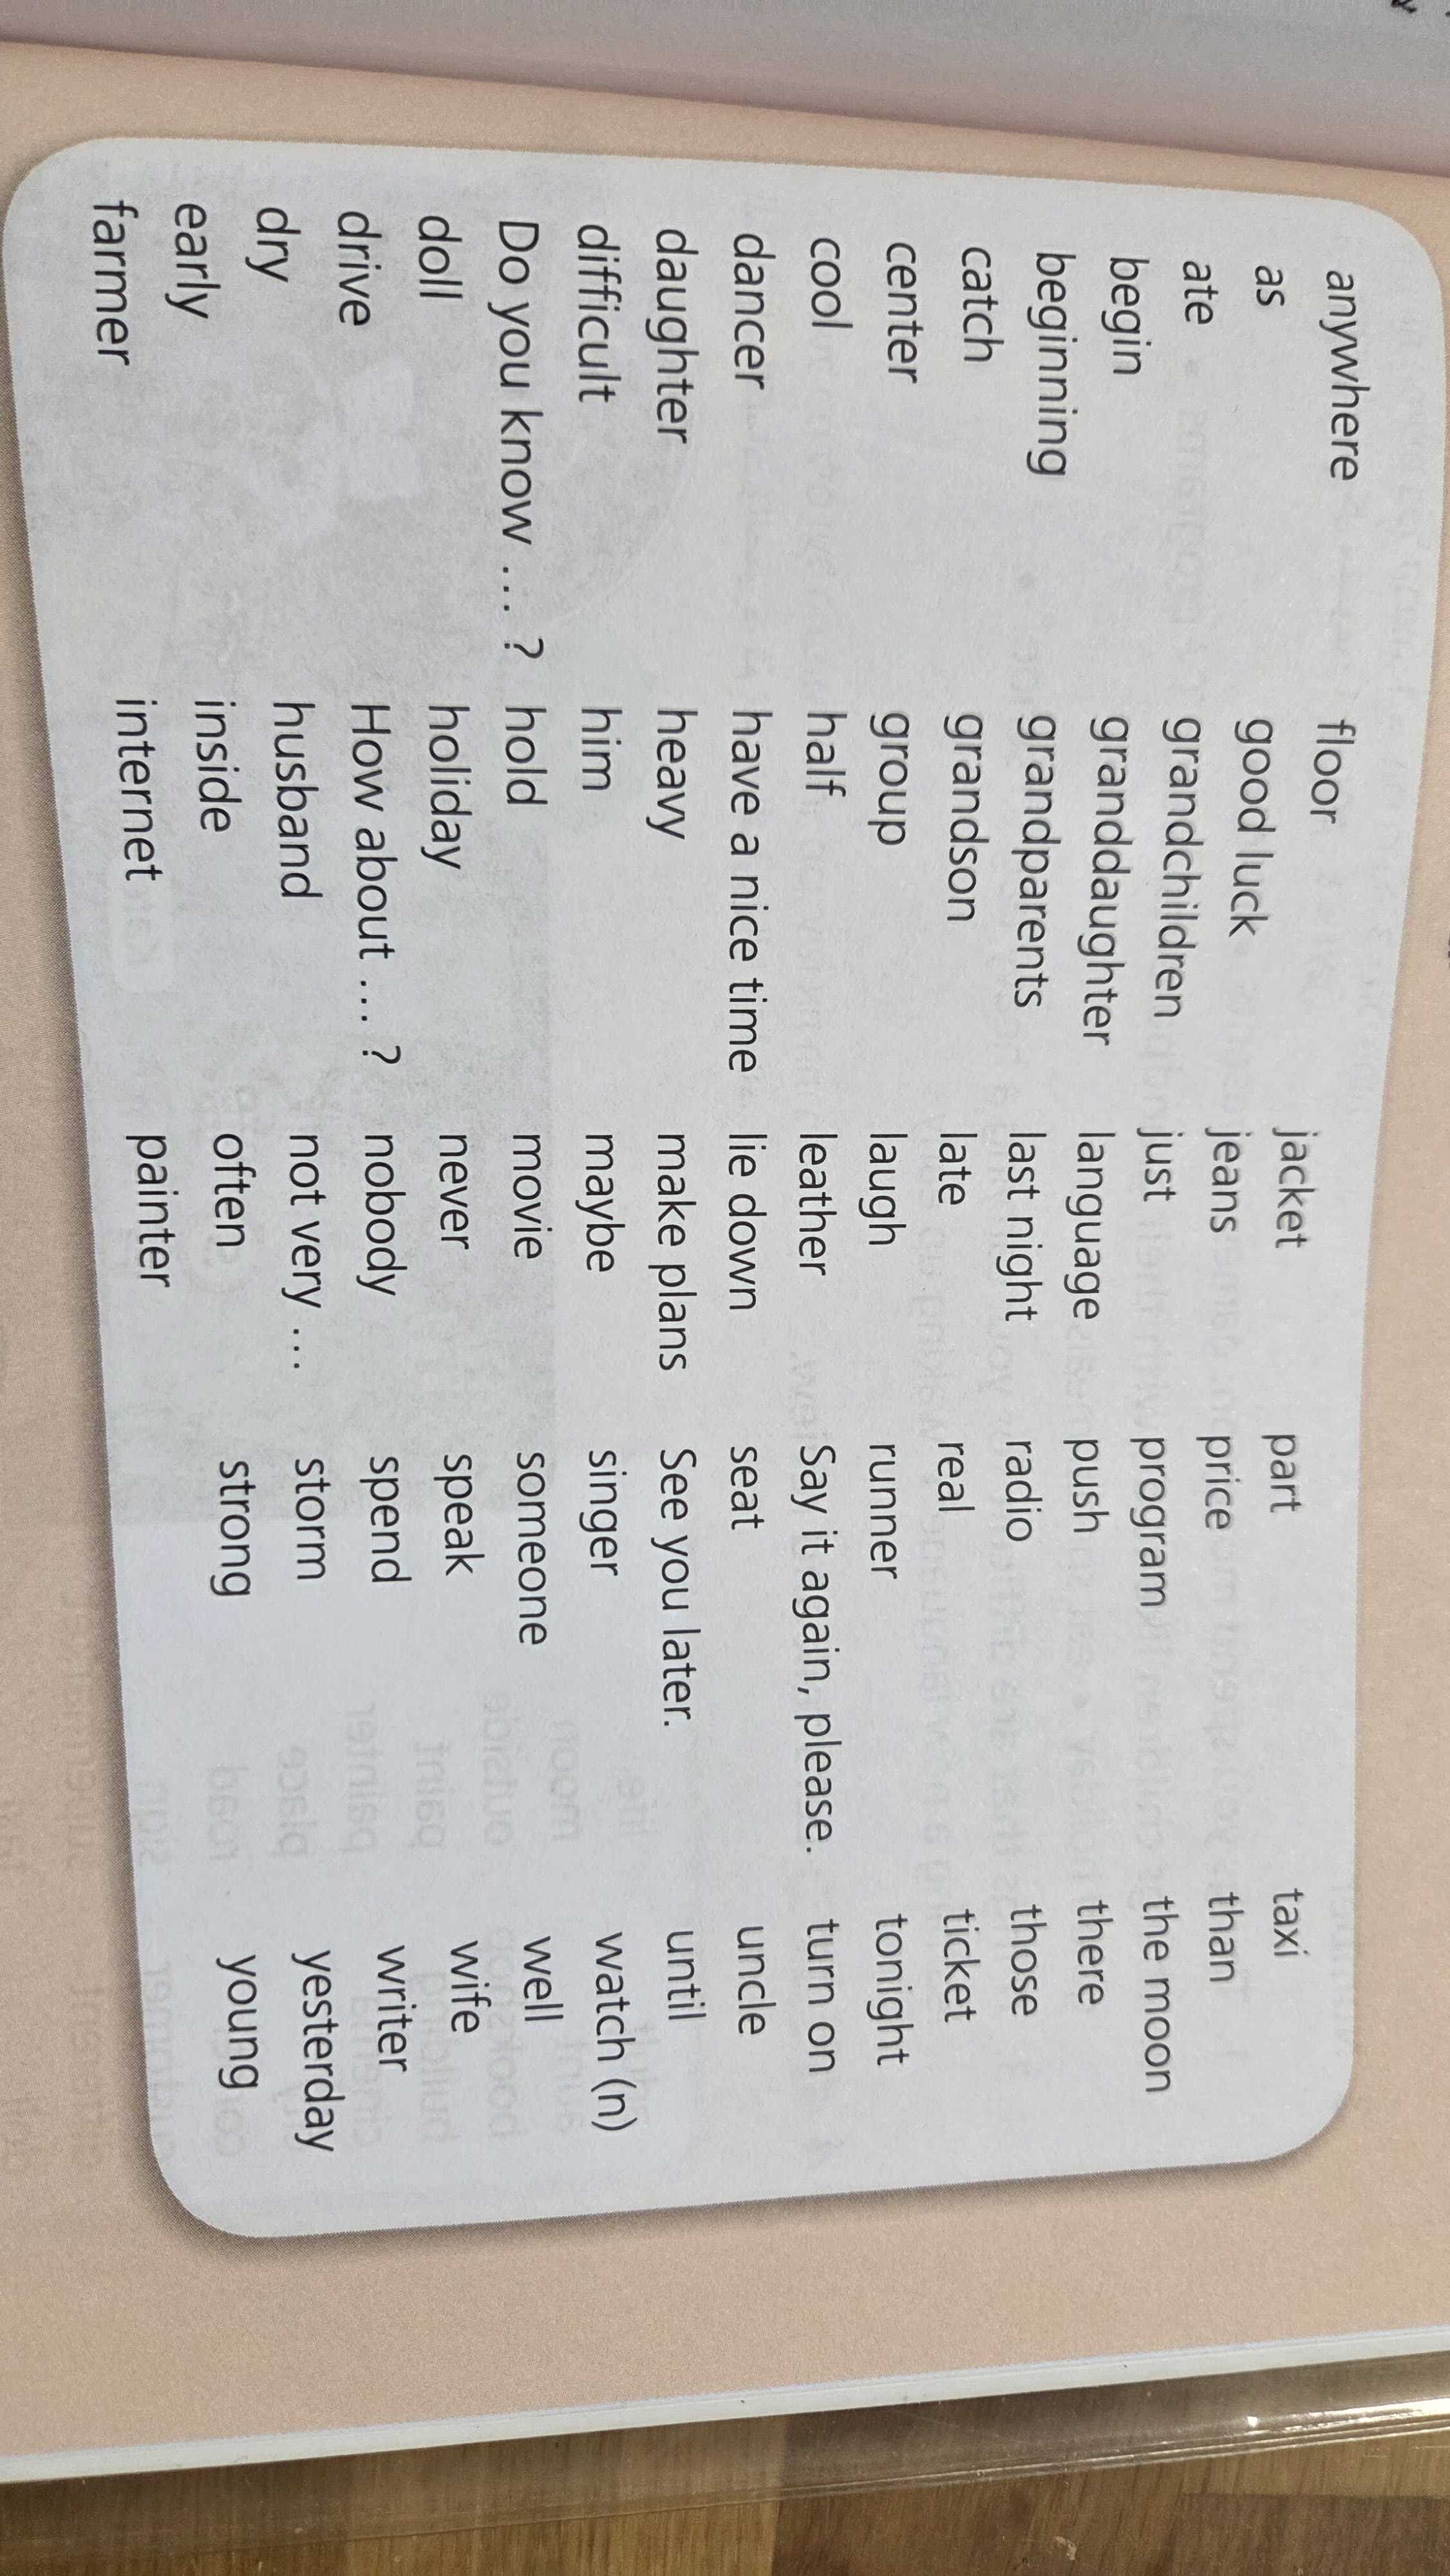 anywhere
as
ate
begin
beginning
catch
center
cool
dancer
daughter
difficult
Do you know ... ?
doll
drive
dry
early
farmer
floor
good luck
grandchildren
granddaughter
grandparents
grandson
group
half
have a nice time
heavy
him
hold
holiday
How about ... ?
husband
inside
internet
jacket
jeans
just
language
last night
late
laugh
leather
lie down
make plans
maybe
movie
never
nobody
not very ...
often
painter
part
price
program
push
radio
real
runner
Say it again, please.
seat
See you later.
singer
someone
speak
spend
storm
strong
taxi
than
the moon
there
those
ticket
tonight
turn on
uncle
until
watch (n)
well
wife
writer
yesterday
young